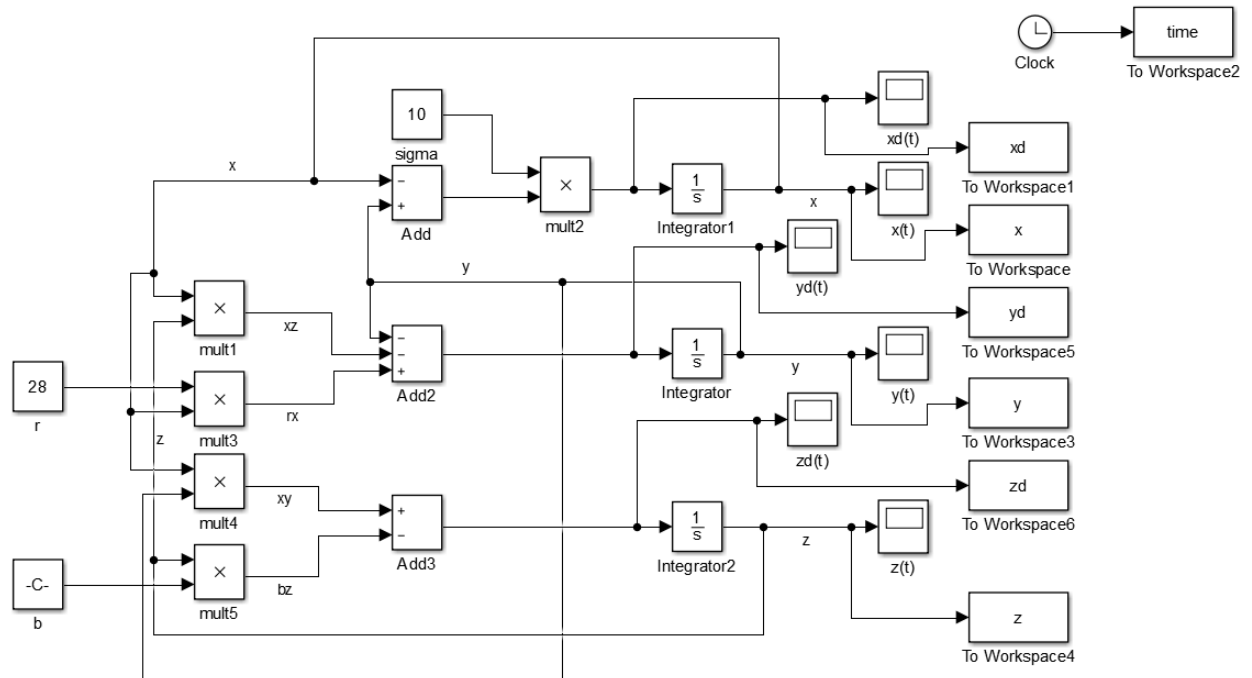 time
Clock
To Workspace2
10
sigma
xd(t)
xd
To Workspace1
x
−
+
Add
×
mult2
1
s
Integrator1
x
x(t)
x
To Workspace
y
yd(t)
yd
To Workspace5
×
mult1
xz
−
−
+
Add2
1
s
Integrator
y
y(t)
28
r
×
mult3
rx
y
To Workspace3
z
zd(t)
×
mult4
xy
zd
To Workspace6
+
−
Add3
1
s
Integrator2
z
z(t)
-C-
b
×
mult5
bz
z
To Workspace4